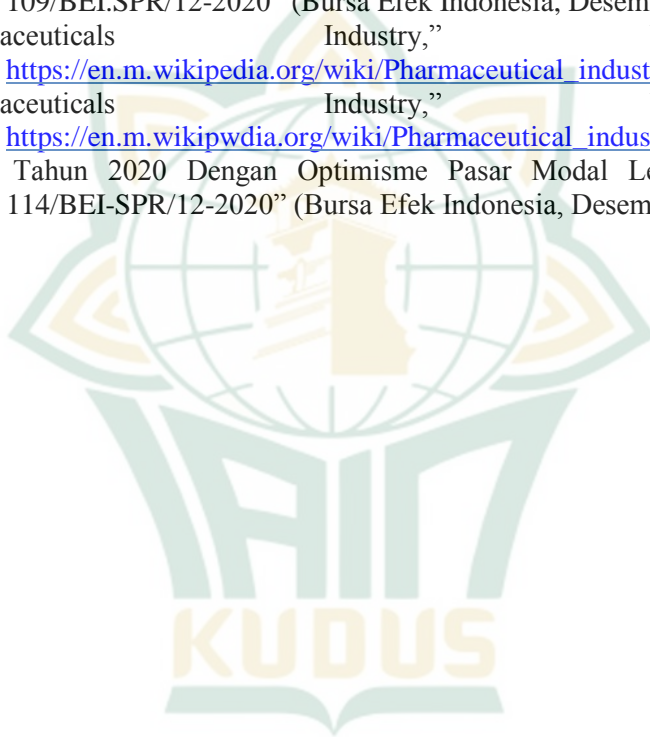 109/BEI.SPR/12-2020” (Bursa Efek Indonesia, Desem
aceuticals Industry,”
https://en.m.wikipedia.org/wiki/Pharmaceutical_indust
aceuticals Industry,”
https://en.m.wikipwdia.org/wiki/Pharmaceutical_indus
Tahun 2020 Dengan Optimisme Pasar Modal Le
114/BEI-SPR/12-2020” (Bursa Efek Indonesia, Desem
IAIN
KUDUS